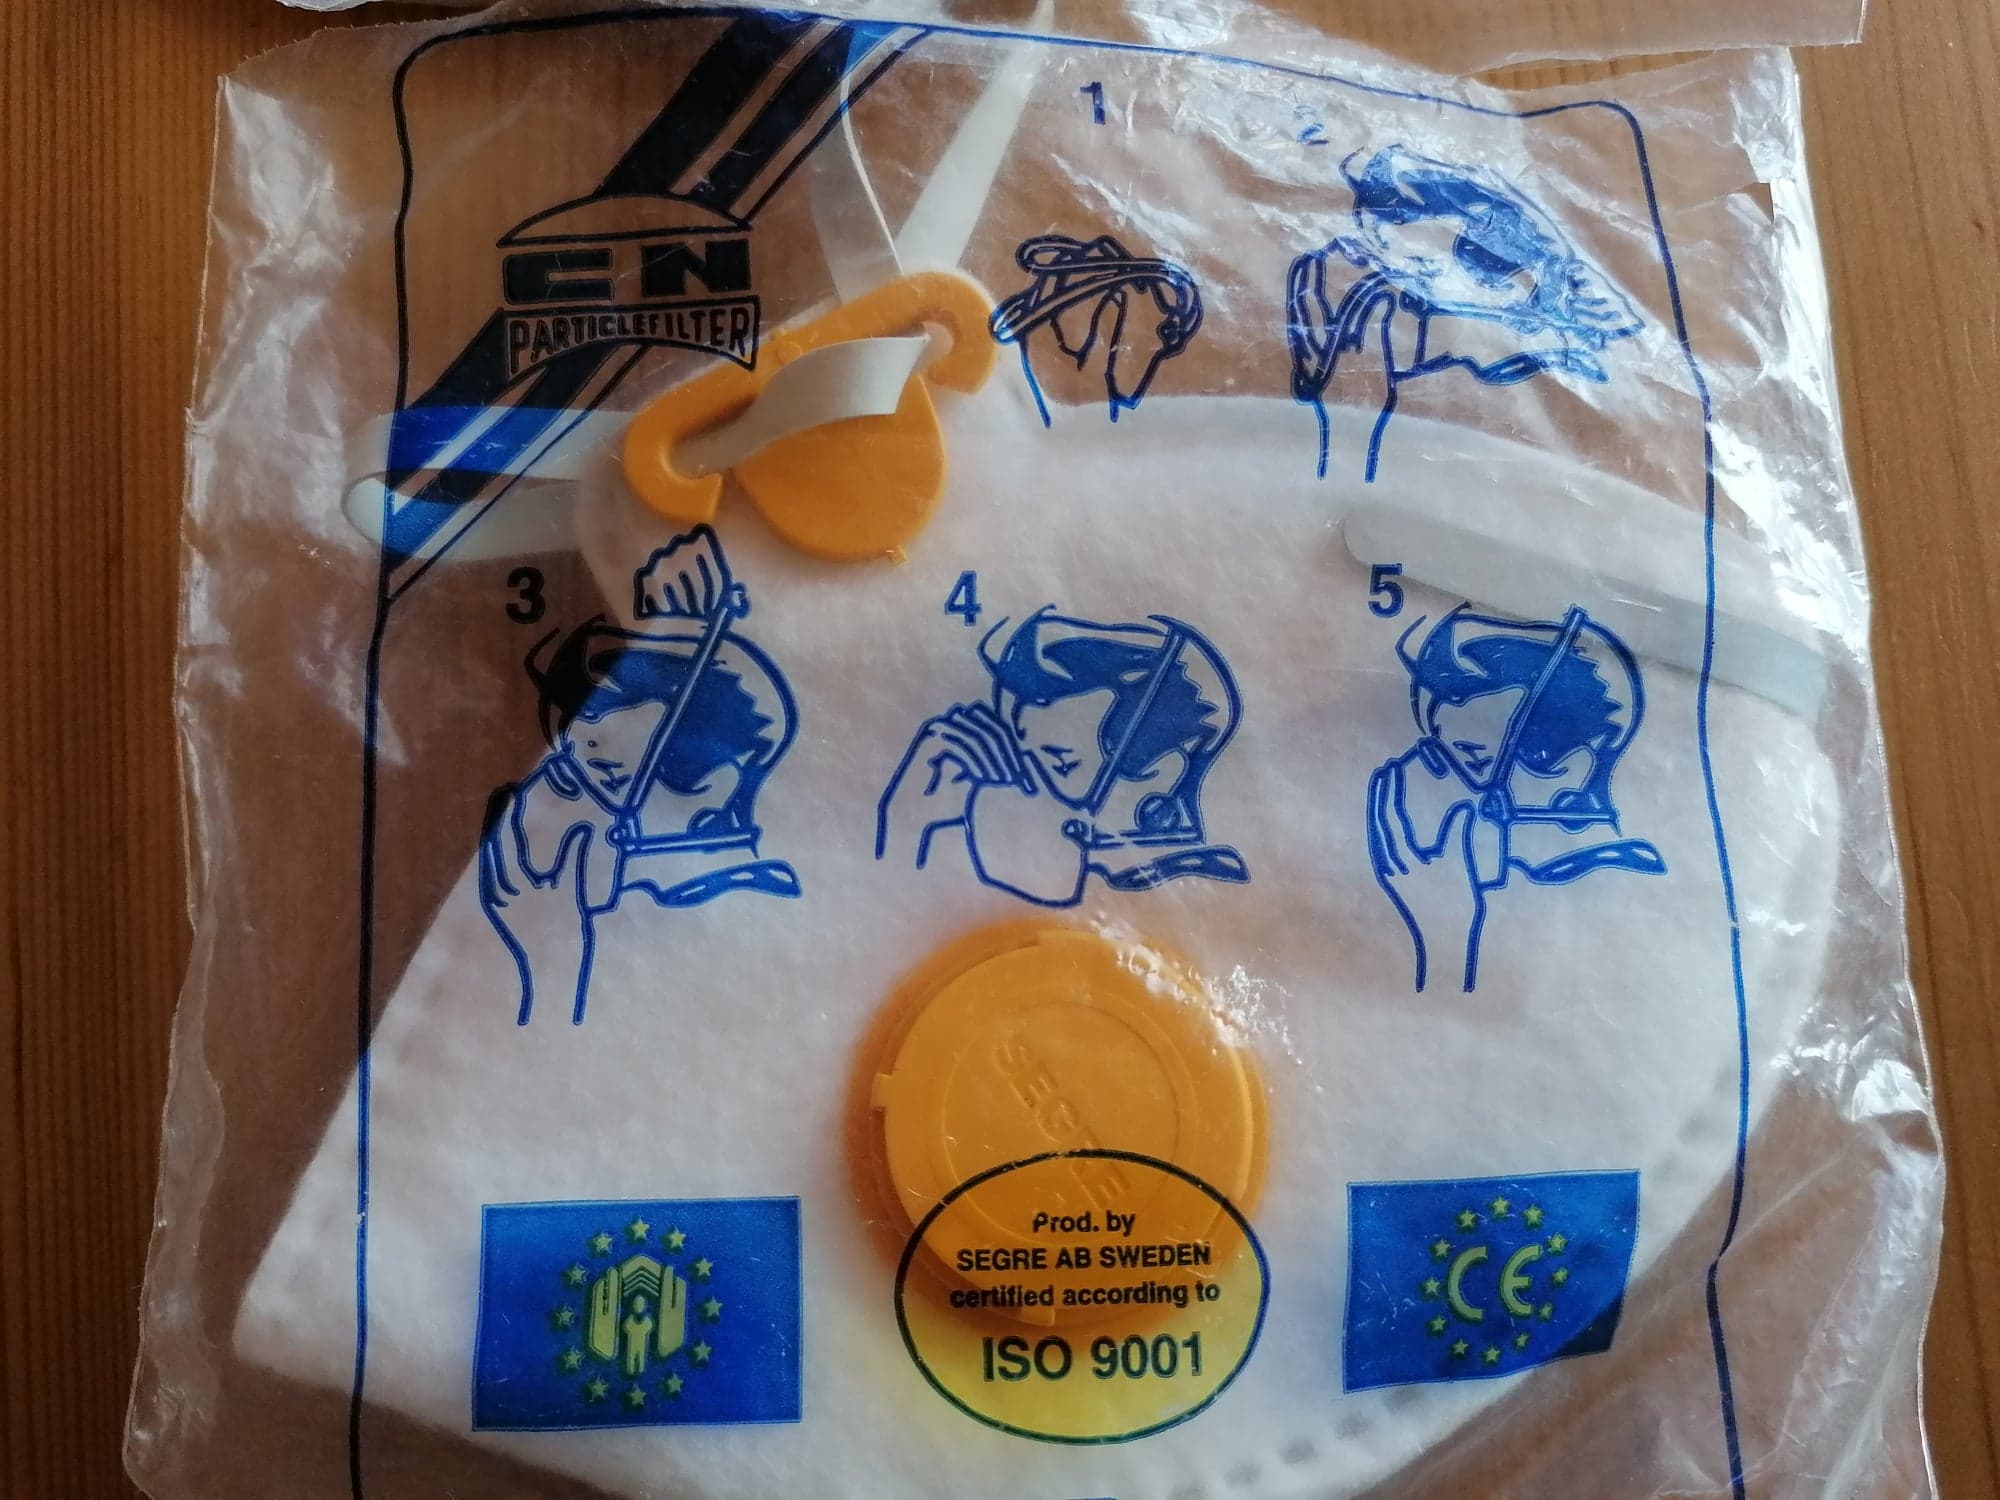 1
2
CN
PARTICLEFILTER
3
4
5
SEGRE
Prod. by
SEGRE AB SWEDEN
certified according to
ISO 9001
CE